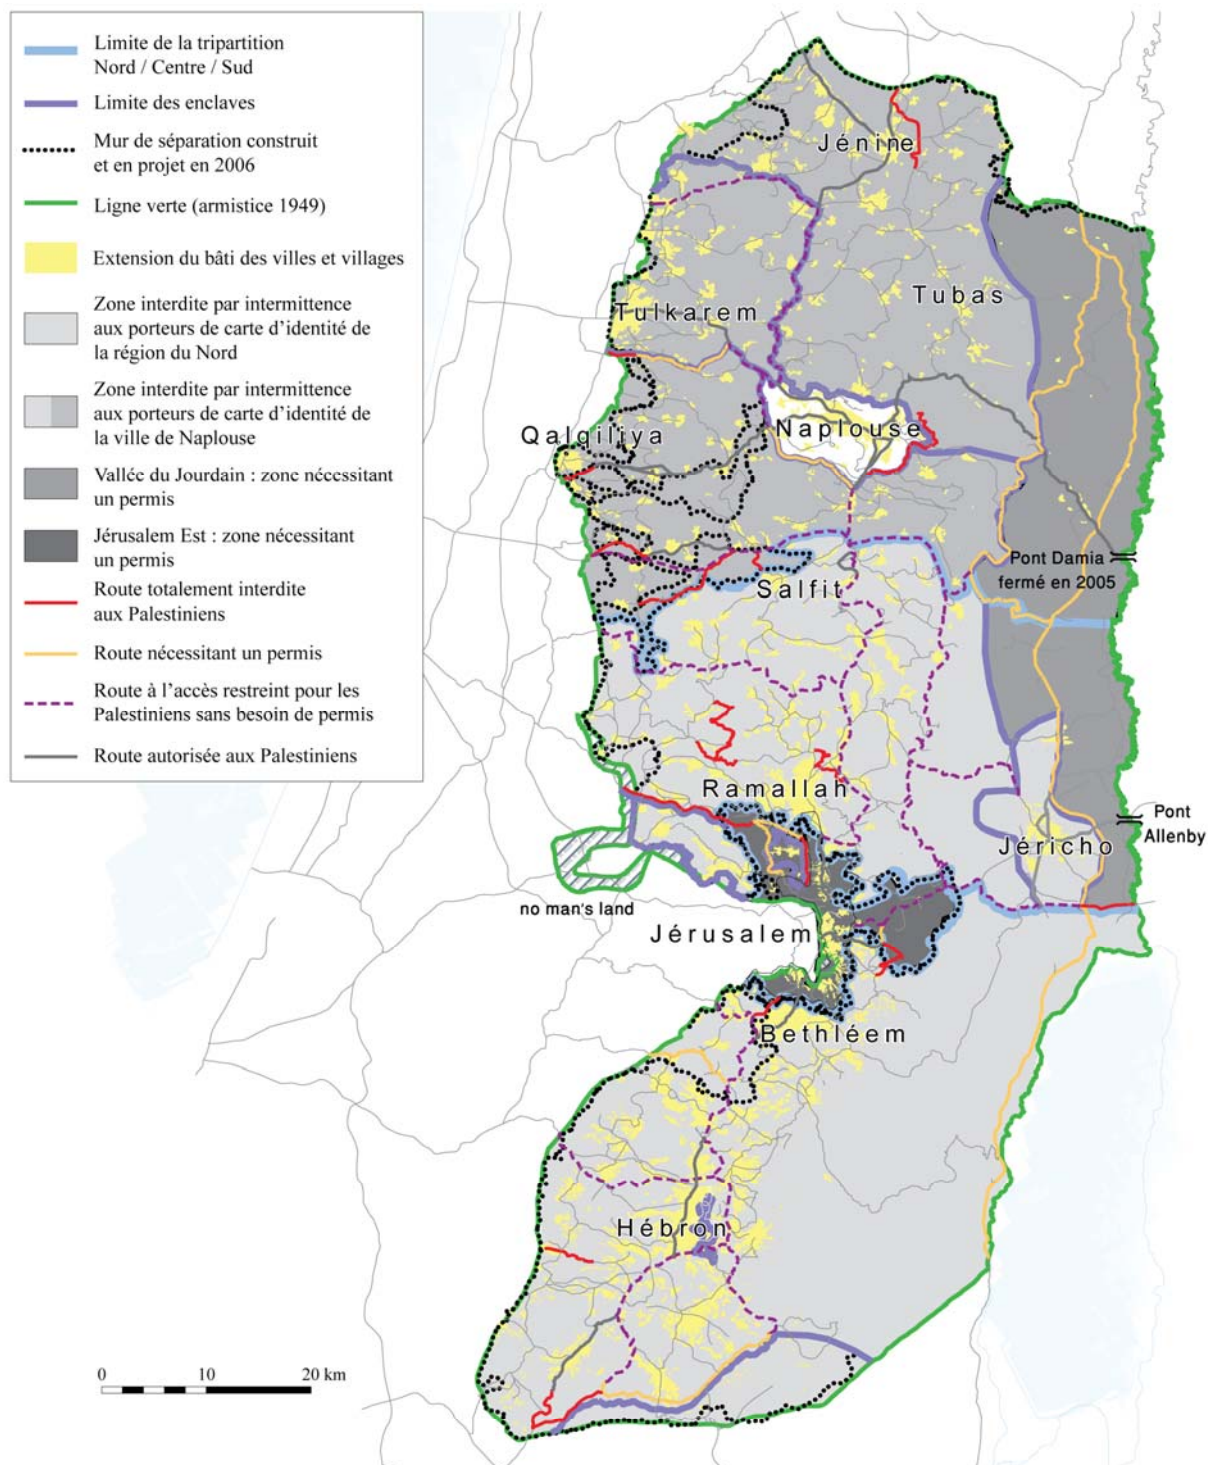 Limite de la tripartition
Nord / Centre / Sud
Limite des enclaves
Mur de séparation construit
et en projet en 2006
Ligne verte (armistice 1949)
Extension du bâti des villes et villages
Zone interdite par intermittence
aux porteurs de carte d'identité de
la région du Nord
Zone interdite par intermittence
aux porteurs de carte d'identité de
la ville de Naplouse
Vallée du Jourdain : zone nécessitant
un permis
Jérusalem Est : zone nécessitant
un permis
Route totalement interdite
aux Palestiniens
Route nécessitant un permis
Route à l'accès restreint pour les
Palestiniens sans besoin de permis
Route autorisée aux Palestiniens
Jénine
Tubas
Tulkarem
Naplouse
Qalqiliya
Pont Damia
fermé en 2005
Salfit
Ramallah
Pont
Allenby
Jéricho
no man's land
Jérusalem
Bethléem
Hébron
0 10 20 km